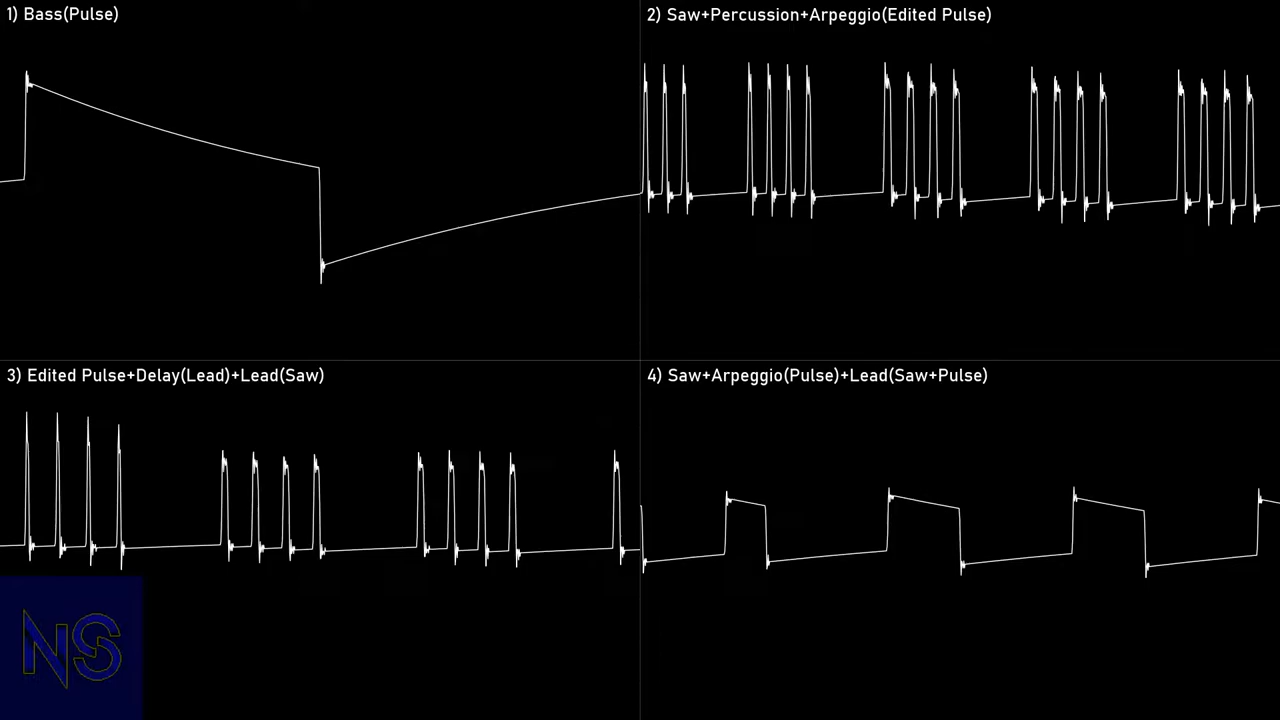 1) Bass(Pulse)
2) Saw+Percussion+Arpeggio(Edited Pulse)
3) Edited Pulse+Delay(Lead)+Lead(Saw)
4) Saw+Arpeggio(Pulse)+Lead(Saw+Pulse)
NS